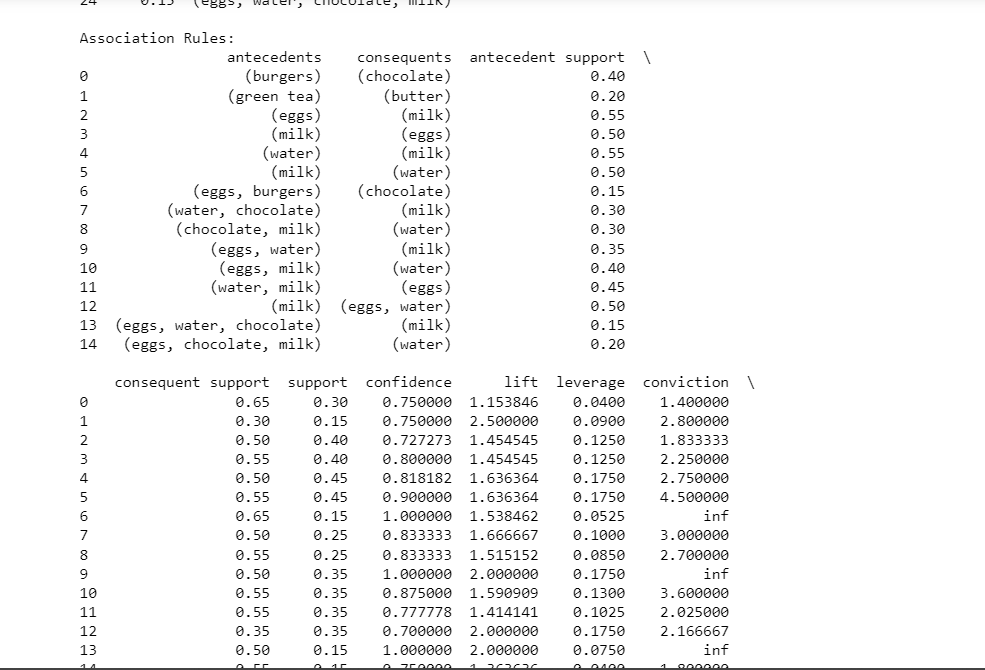 24 0.15 (eggs, water, chocolate, milk)
Association Rules:
antecedents consequents antecedent support \
0 (burgers) (chocolate) 0.40
1 (green tea) (butter) 0.20
2 (eggs) (milk) 0.55
3 (milk) (eggs) 0.50
4 (water) (milk) 0.55
5 (milk) (water) 0.50
6 (eggs, burgers) (chocolate) 0.15
7 (water, chocolate) (milk) 0.30
8 (chocolate, milk) (water) 0.30
9 (eggs, water) (milk) 0.35
10 (eggs, milk) (water) 0.40
11 (water, milk) (eggs) 0.45
12 (milk) (eggs, water) 0.50
13 (eggs, water, chocolate) (milk) 0.15
14 (eggs, chocolate, milk) (water) 0.20
consequent support support confidence lift leverage conviction \
0 0.65 0.30 0.750000 1.153846 0.0400 1.400000
1 0.30 0.15 0.750000 2.500000 0.0900 2.800000
2 0.50 0.40 0.727273 1.454545 0.1250 1.833333
3 0.55 0.40 0.800000 1.454545 0.1250 2.250000
4 0.50 0.45 0.818182 1.636364 0.1750 2.750000
5 0.55 0.45 0.900000 1.636364 0.1750 4.500000
6 0.65 0.15 1.000000 1.538462 0.0525 inf
7 0.50 0.25 0.833333 1.666667 0.1000 3.000000
8 0.55 0.25 0.833333 1.515152 0.0850 2.700000
9 0.50 0.35 1.000000 2.000000 0.1750 inf
10 0.55 0.35 0.875000 1.590909 0.1300 3.600000
11 0.55 0.35 0.777778 1.414141 0.1025 2.025000
12 0.35 0.35 0.700000 2.000000 0.1750 2.166667
13 0.50 0.15 1.000000 2.000000 0.0750 inf
14 0.55 0.15 0.750000 1.363636 0.0400 1.800000